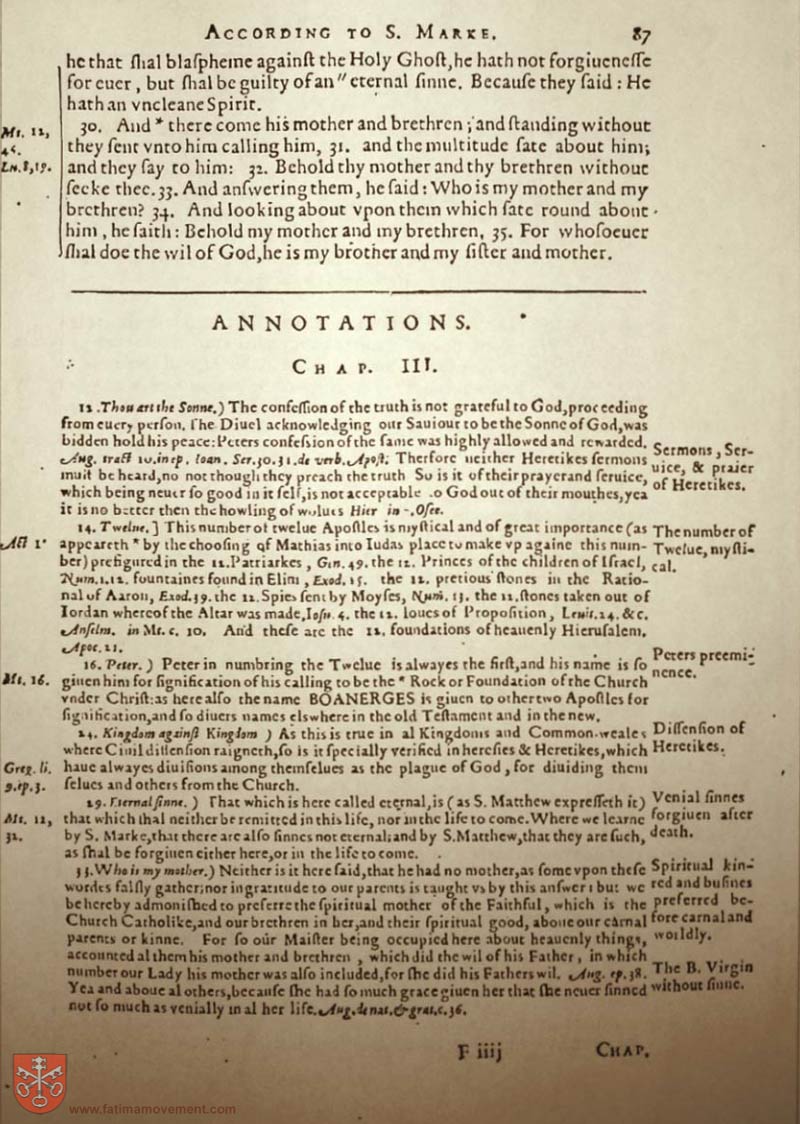 ACCORDING TO S. MARKE. 87
he that ſhal blaſpheme againſt the Holy Ghoſt, he hath not forgiueneſſe
for euer, but ſhal be guilty of an " eternal ſinne. Becauſe they ſaid : He
hath an vncleane Spirit.
30. And * there come his mother and brethren ; and ſtanding without
they ſent vnto him calling him, 31. and the multitude ſate about him;
and they ſay to him: 32. Behold thy mother and thy brethren without
ſeeke thee. 33. And anſwering them, he ſaid : Who is my mother and my
brethren? 34. And looking about vpon them which ſate round about
him, he ſaith: Behold my mother and my brethren, 35. For whoſoeuer
ſhal doe the wil of God, he is my brother and my ſiſter and mother.
Mt. 12,
46.
Lu. 8, 19.
ANNOTATIONS.
CHAP. III.
12. Thou art the Sonne.) The confeſſion of the truth is not grateful to God, proceeding
from euery perſon. The Diuel acknowledging our Sauiour to be the Sonne of God, was
bidden hold his peace: Peters confeſsion of the ſame was highly allowed and rewarded.
Aug. tract 10. in ep. Ioan. Ser. 30. 31. de verb. Apoſt. Therfore neither Heretikes ſermons
muſt be heard, no not though they preach the truth So is it of their prayer and ſeruice,
which being neuer ſo good in it ſelf, is not acceptable to God out of their mouthes, yea
it is no better then the howling of wolues Hier in 7. Oſee.
Sermons, Ser-
uice, & praier
of Heretikes.
14. Twelue.] This number of twelue Apoſtles is myſtical and of great importance (as
appeareth * by the chooſing of Mathias into Iudas place to make vp againe this num-
ber) prefigured in the 12. Patriarkes, Gen. 49. the 12. Princes of the children of Iſrael,
Num. 1. 12. fountaines found in Elim, Exod. 15. the 12. pretious ſtones in the Ratio-
nal of Aaron, Exod. 39. the 12. Spies ſent by Moyſes, Num. 13. the 12. ſtones taken out of
Iordan whereof the Altar was made, Ioſu. 4. the 12. loues of Propoſition, Leuit. 24. &c.
Anſelm. in Mt. c. 10. And theſe are the 12. foundations of heauenly Hieruſalem.
Apoc. 21.
Act 1.
The number of
Twelue, myſti-
cal.
16. Peter.) Peter in numbring the Twelue is alwayes the firſt, and his name is ſo
giuen him for ſignification of his calling to be the * Rock or Foundation of the Church
vnder Chriſt: as here alſo the name BOANERGES is giuen to other two Apoſtles for
ſignification, and ſo diuers names elswhere in the old Teſtament and in the new.
Mt. 16.
Peters preemi-
nence.
24. Kingdom againſt Kingdom ) As this is true in al Kingdoms and Common-weales
where Ciuil diſſenſion raigneth, ſo is it ſpecially verified in hereſies & Heretikes, which
haue alwayes diuiſions among themſelues as the plague of God, for diuiding them
ſelues and others from the Church.
Greg. li.
9. ep. 3.
Diſſenſion of
Heretikes.
29. Eternal ſinne.) That which is here called eternal, is (as S. Matthew expreſſeth it)
that which ſhal neither be remitted in this life, nor in the life to come. Where we learne
by S. Marke, that there are alſo ſinnes not eternal: and by S. Matthew, that they are ſuch,
as ſhal be forgiuen either here, or in the life to come.
Mt. 12,
32.
Venial ſinnes
forgiuen after
death.
33. Who is my mother.) Neither is it here ſaid, that he had no mother, as ſome vpon theſe
wordes falſly gather: nor ingratitude to our parents is taught vs by this anſwer: but we
be hereby admoniſhed to preferre the ſpiritual mother of the Faithful, which is the
Church Catholike, and our brethren in her, and their ſpiritual good, aboue our carnal
parents or kinne. For ſo our Maiſter being occupied here about heauenly things,
accounted al them his mother and brethren, which did the wil of his Father, in which
number our Lady his mother was alſo included, for ſhe did his Fathers wil. Aug. ep. 38.
Yea and aboue al others, becauſe ſhe had ſo much grace giuen her that ſhe neuer ſinned
not ſo much as venially in al her life. Aug. de nat. & grat. c. 36.
Spiritual kin-
red and buſines
preferred be-
fore carnal and
worldly.
The B. Virgin
without ſinne.
F iiij CHAP.
www.fatimamovement.com